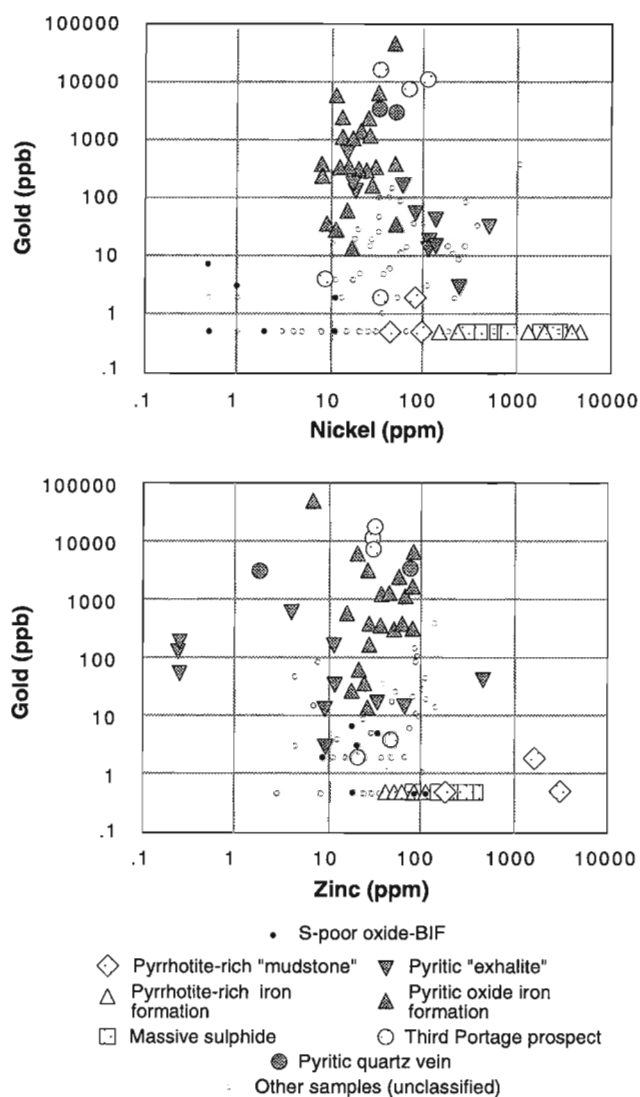 100000
10000
1000
100
10
1
.1
Gold (ppb)
.1 1 10 100 1000 10000
Nickel (ppm)
100000
10000
1000
100
10
1
.1
Gold (ppb)
.1 1 10 100 1000 10000
Zinc (ppm)
S-poor oxide-BIF
Pyrrhotite-rich "mudstone" Pyritic "exhalite"
Pyrrhotite-rich iron formation Pyritic oxide iron formation
Massive sulphide Third Portage prospect
Pyritic quartz vein
Other samples (unclassified)